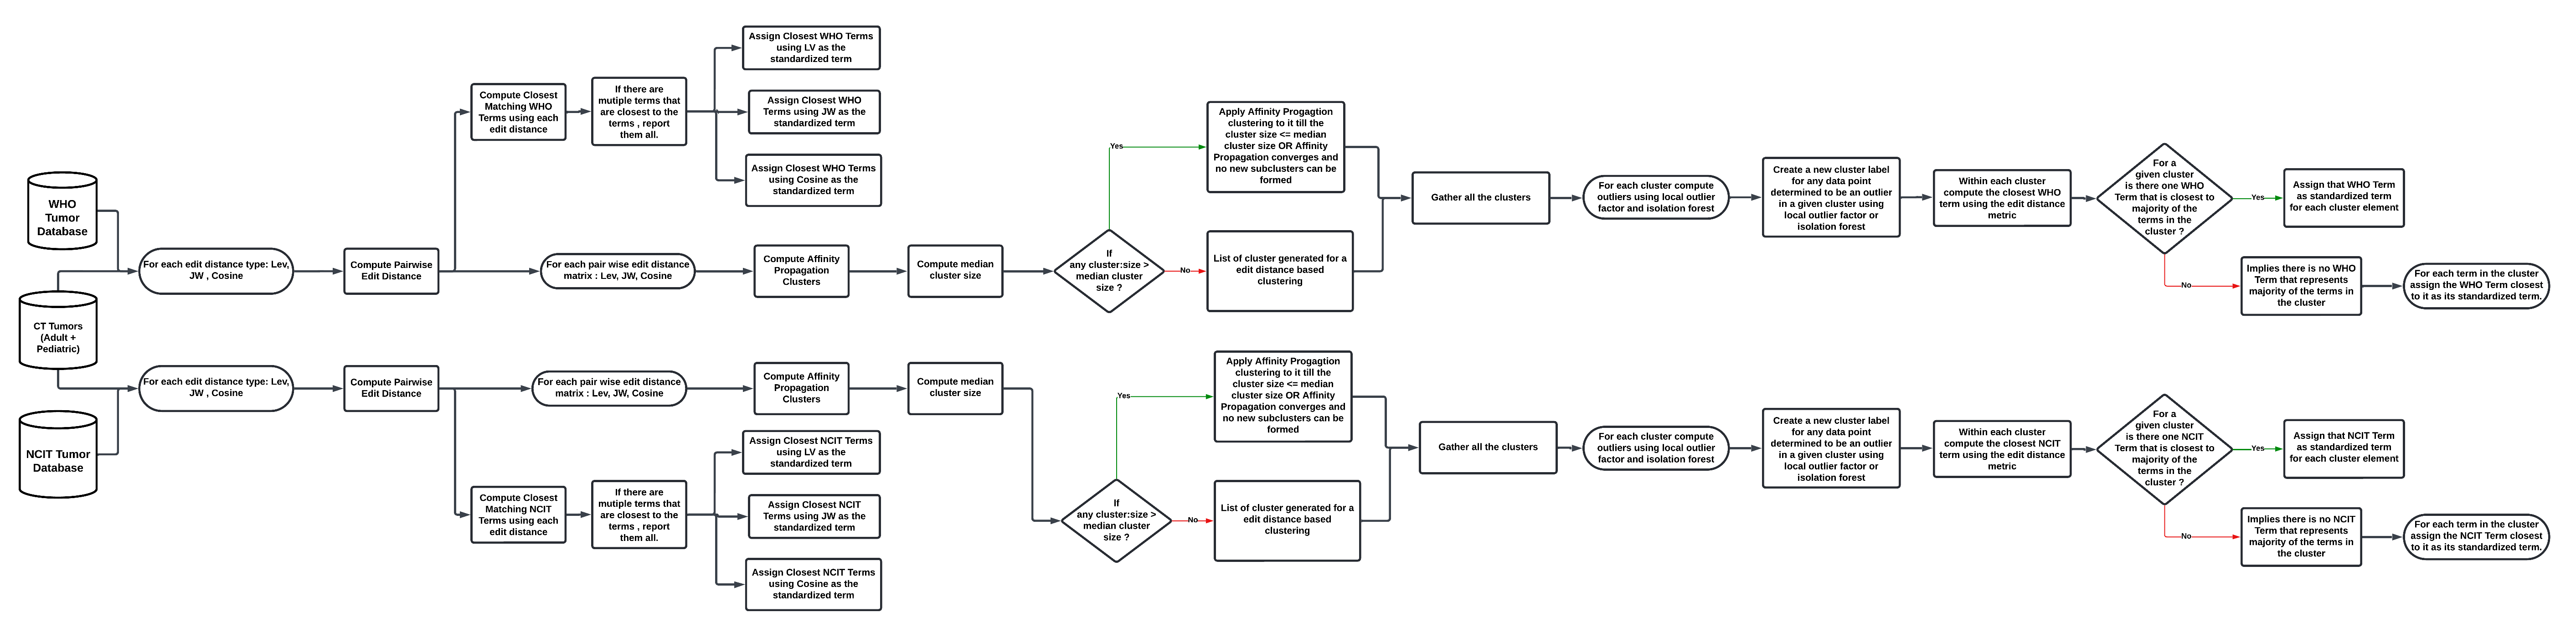 WHO
Tumor
Database
CT Tumors
(Adult +
Pediatric)
NCIT Tumor
Database
For each edit distance type: Lev,
JW , Cosine
Compute Pairwise
Edit Distance
Compute Closest
Matching WHO
Terms using each
edit distance
If there are
mutiple terms that
are closest to the
terms , report
them all.
Assign Closest WHO Terms
using LV as the
standardized term
Assign Closest WHO
Terms using JW as the
standardized term
Assign Closest WHO Terms
using Cosine as the
standardized term
For each pair wise edit distance
matrix : Lev, JW, Cosine
Compute Affinity
Propagation
Clusters
Compute median
cluster size
If
any cluster:size >
median cluster
size ?
Yes
No
Apply Affinity Progagtion
clustering to it till the
cluster size <= median
cluster size OR Affinity
Propagation converges and
no new subclusters can be
formed
List of cluster generated for a
edit distance based
clustering
Gather all the clusters
For each cluster compute
outliers using local outlier
factor and isolation forest
Create a new cluster label
for any data point
determined to be an outlier
in a given cluster using
local outlier factor or
isolation forest
Within each cluster
compute the closest WHO
term using the edit distance
metric
For a
given cluster
is there one WHO
Term that is closest to
majority of the
terms in the
cluster ?
Yes
Assign that WHO Term
as standardized term
for each cluster element
No
Implies there is no WHO
Term that represents
majority of the terms in
the cluster
For each term in the cluster
assign the WHO Term closest
to it as its standardized term.
For each edit distance type: Lev,
JW , Cosine
Compute Pairwise
Edit Distance
For each pair wise edit distance
matrix : Lev, JW, Cosine
Compute Affinity
Propagation
Clusters
Compute median
cluster size
Compute Closest
Matching NCIT
Terms using each
edit distance
If there are
mutiple terms that
are closest to the
terms , report
them all.
Assign Closest NCIT Terms
using LV as the
standardized term
Assign Closest NCIT
Terms using JW as the
standardized term
Assign Closest NCIT Terms
using Cosine as the
standardized term
If
any cluster:size >
median cluster
size ?
Yes
No
Apply Affinity Progagtion
clustering to it till the
cluster size <= median
cluster size OR Affinity
Propagation converges and
no new subclusters can be
formed
List of cluster generated for a
edit distance based
clustering
Gather all the clusters
For each cluster compute
outliers using local outlier
factor and isolation forest
Create a new cluster label
for any data point
determined to be an outlier
in a given cluster using
local outlier factor or
isolation forest
Within each cluster
compute the closest NCIT
term using the edit distance
metric
For a
given cluster
is there one NCIT
Term that is closest to
majority of the
terms in the
cluster ?
Yes
Assign that NCIT Term
as standardized term
for each cluster element
No
Implies there is no NCIT
Term that represents
majority of the terms in
the cluster
For each term in the cluster
assign the NCIT Term closest
to it as its standardized term.